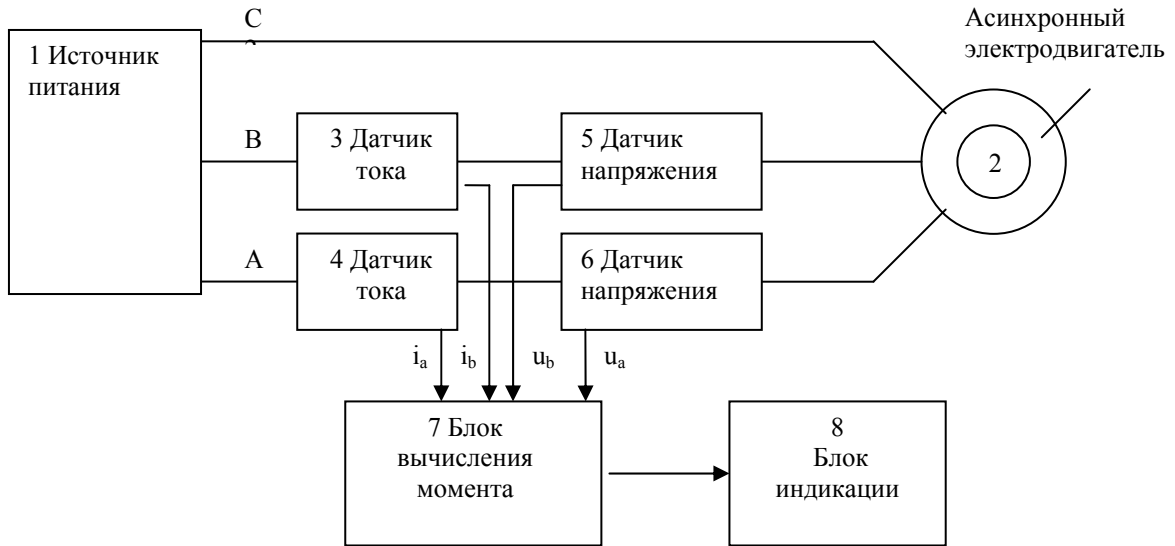 С
Асинхронный
электродвигатель
1 Источник
питания
В
3 Датчик
тока
5 Датчик
напряжения
2
А
4 Датчик
тока
6 Датчик
напряжения
ia ib ub ua
7 Блок
вычисления
момента
8
Блок
индикации